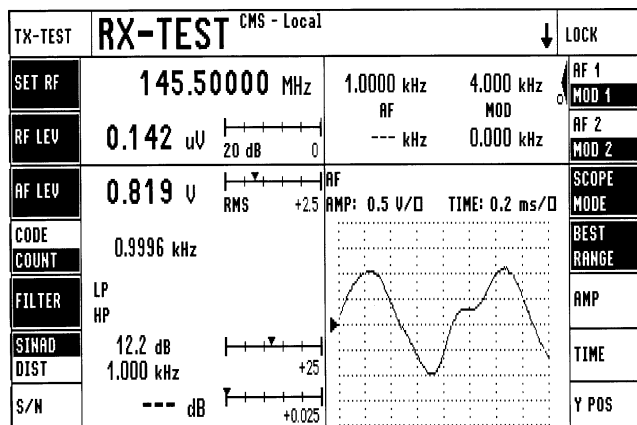 TX-TEST
RX-TEST CMS - Local
LOCK
SET RF
145.50000 MHz
1.0000 kHz 4.000 kHz
AF 1
MOD 1
AF MOD
RF LEV
0.142 uV
20 dB 0
--- kHz 0.000 kHz
AF 2
MOD 2
AF LEV
0.819 V
RMS +2.5
AF
AMP: 0.5 V/□ TIME: 0.2 ms/□
SCOPE
MODE
CODE
COUNT
0.9996 kHz
BEST
RANGE
FILTER
LP
HP
AMP
SINAD
DIST
12.2 dB
1.000 kHz
+25
TIME
S/N
--- dB
+0.025
Y POS